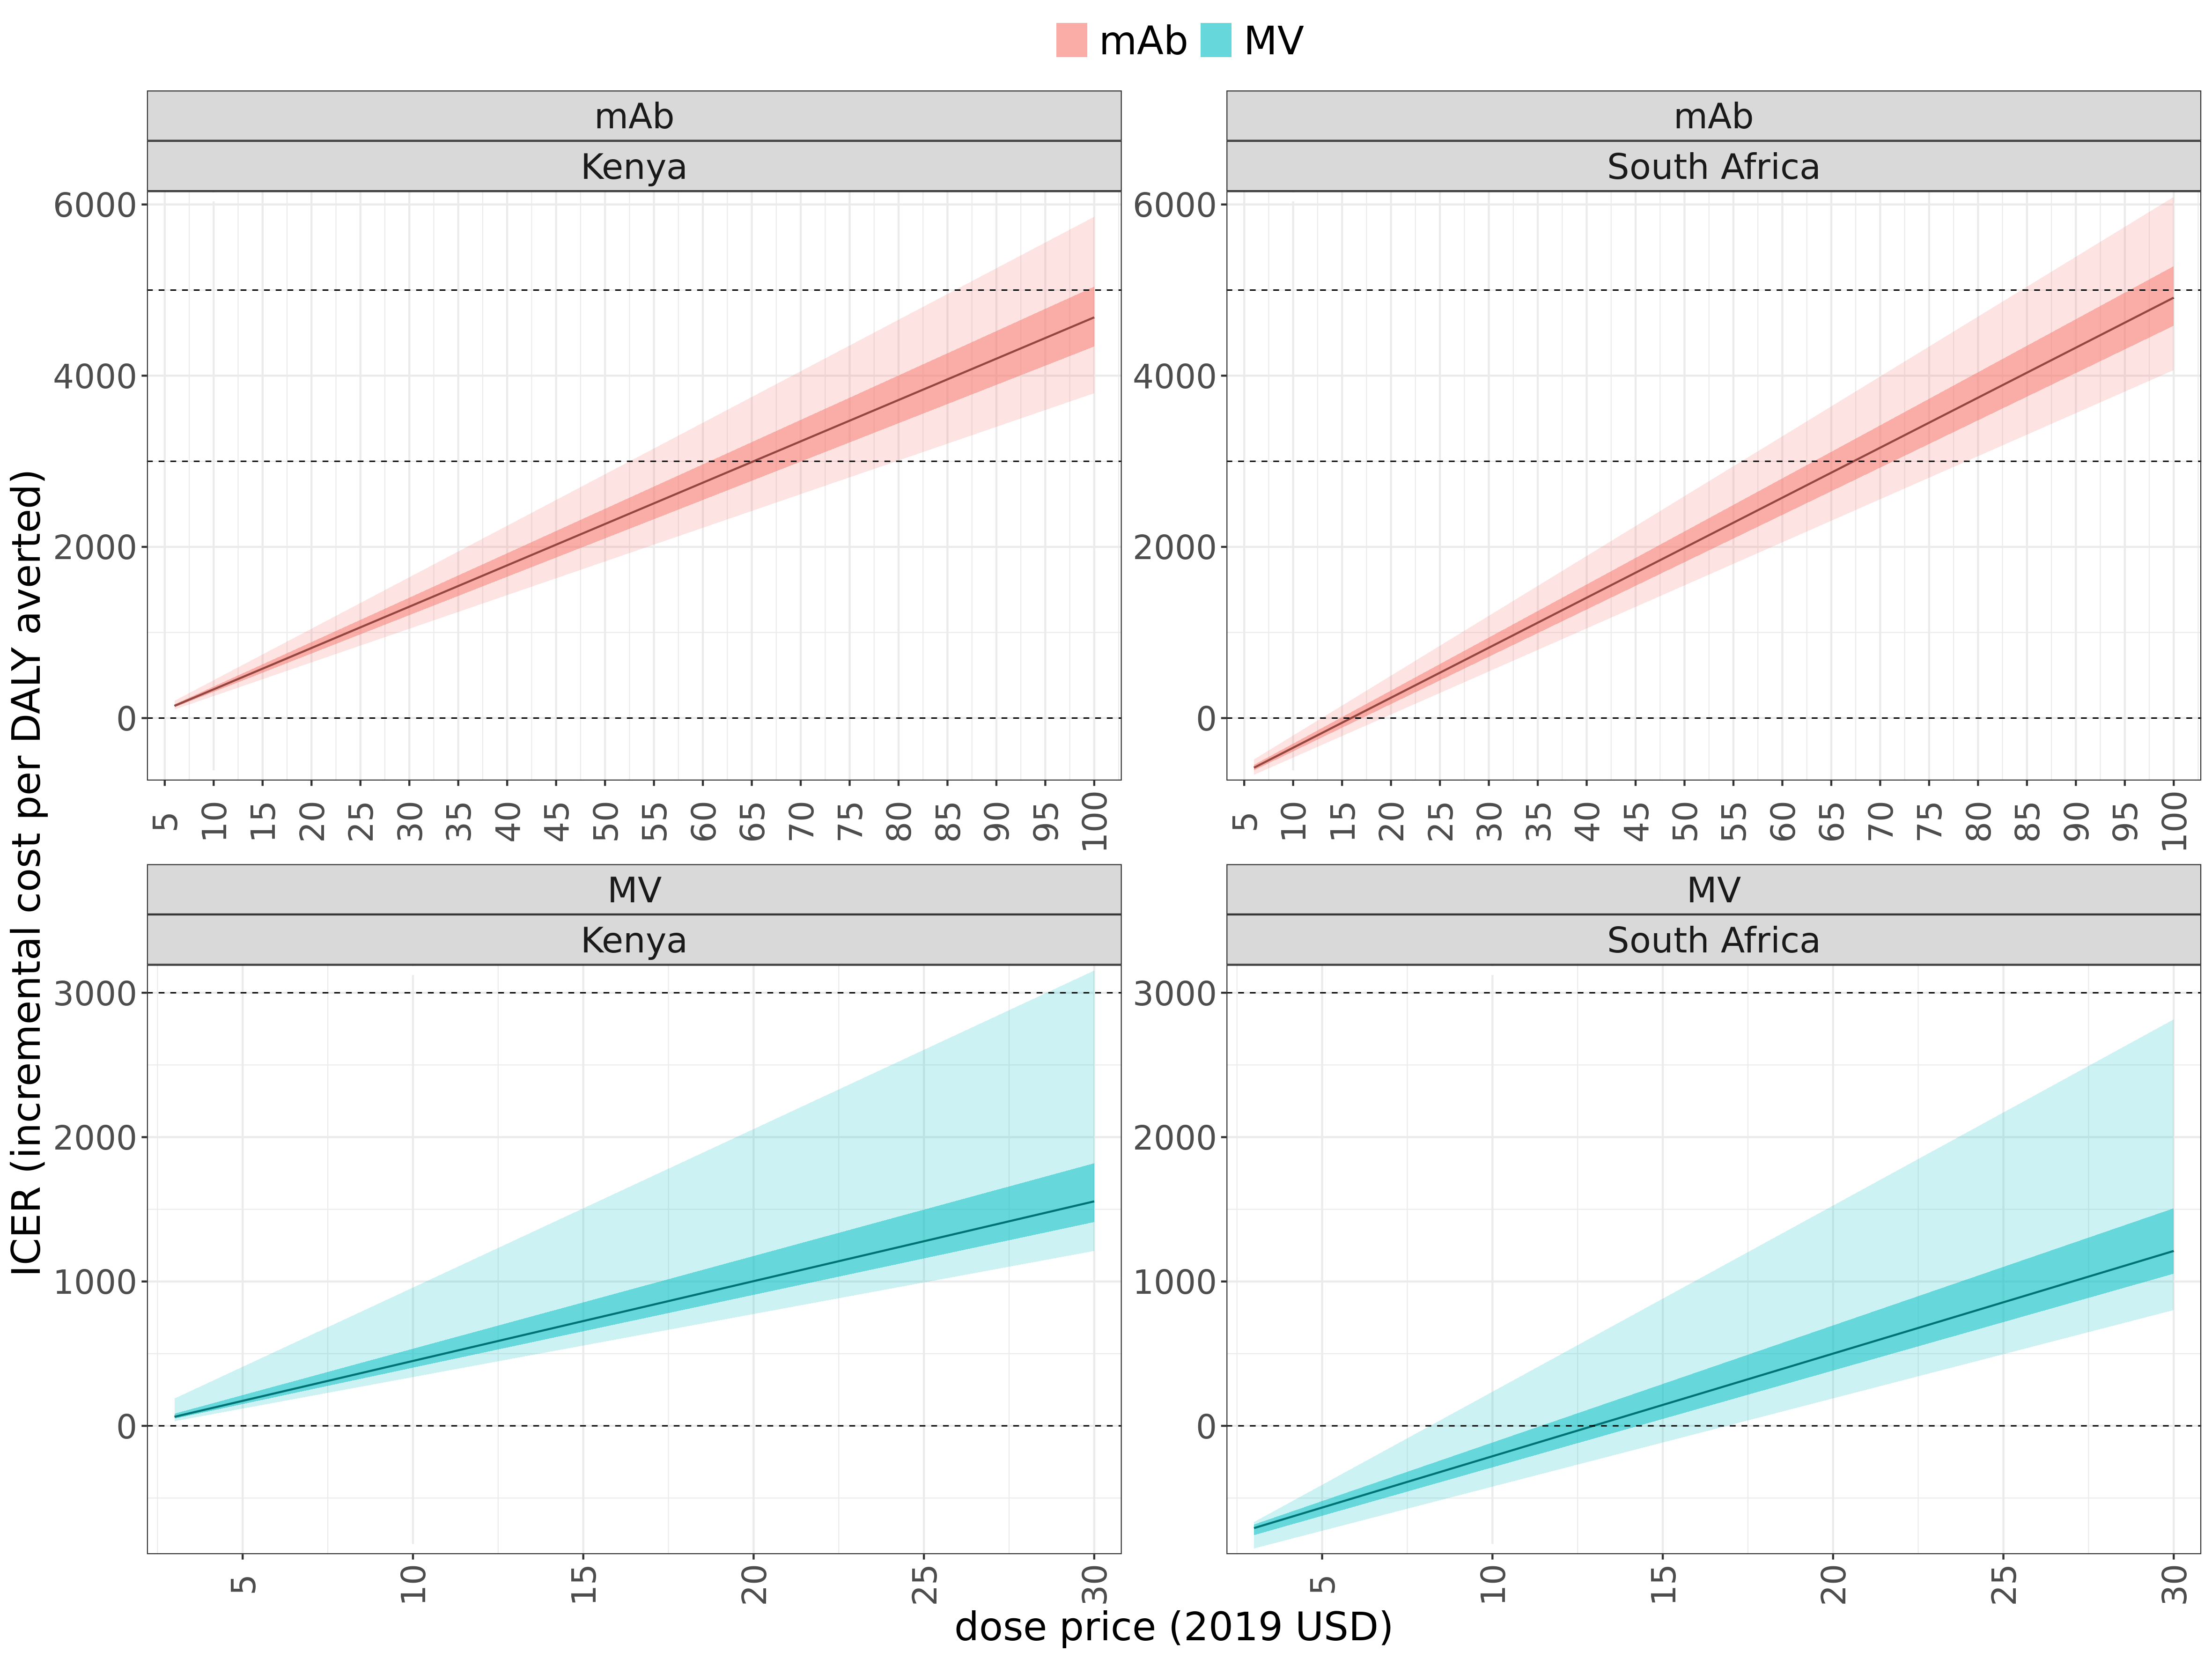 mAb MV
mAb mAb
Kenya South Africa
6000 6000
4000 4000
2000 2000
0 0
5 10 15 20 25 30 35 40 45 50 55 60 65 70 75 80 85 90 95 100 5 10 15 20 25 30 35 40 45 50 55 60 65 70 75 80 85 90 95 100
MV MV
Kenya South Africa
3000 3000
2000 2000
1000 1000
0 0
5 10 15 20 25 30 5 10 15 20 25 30
dose price (2019 USD)
ICER (incremental cost per DALY averted)